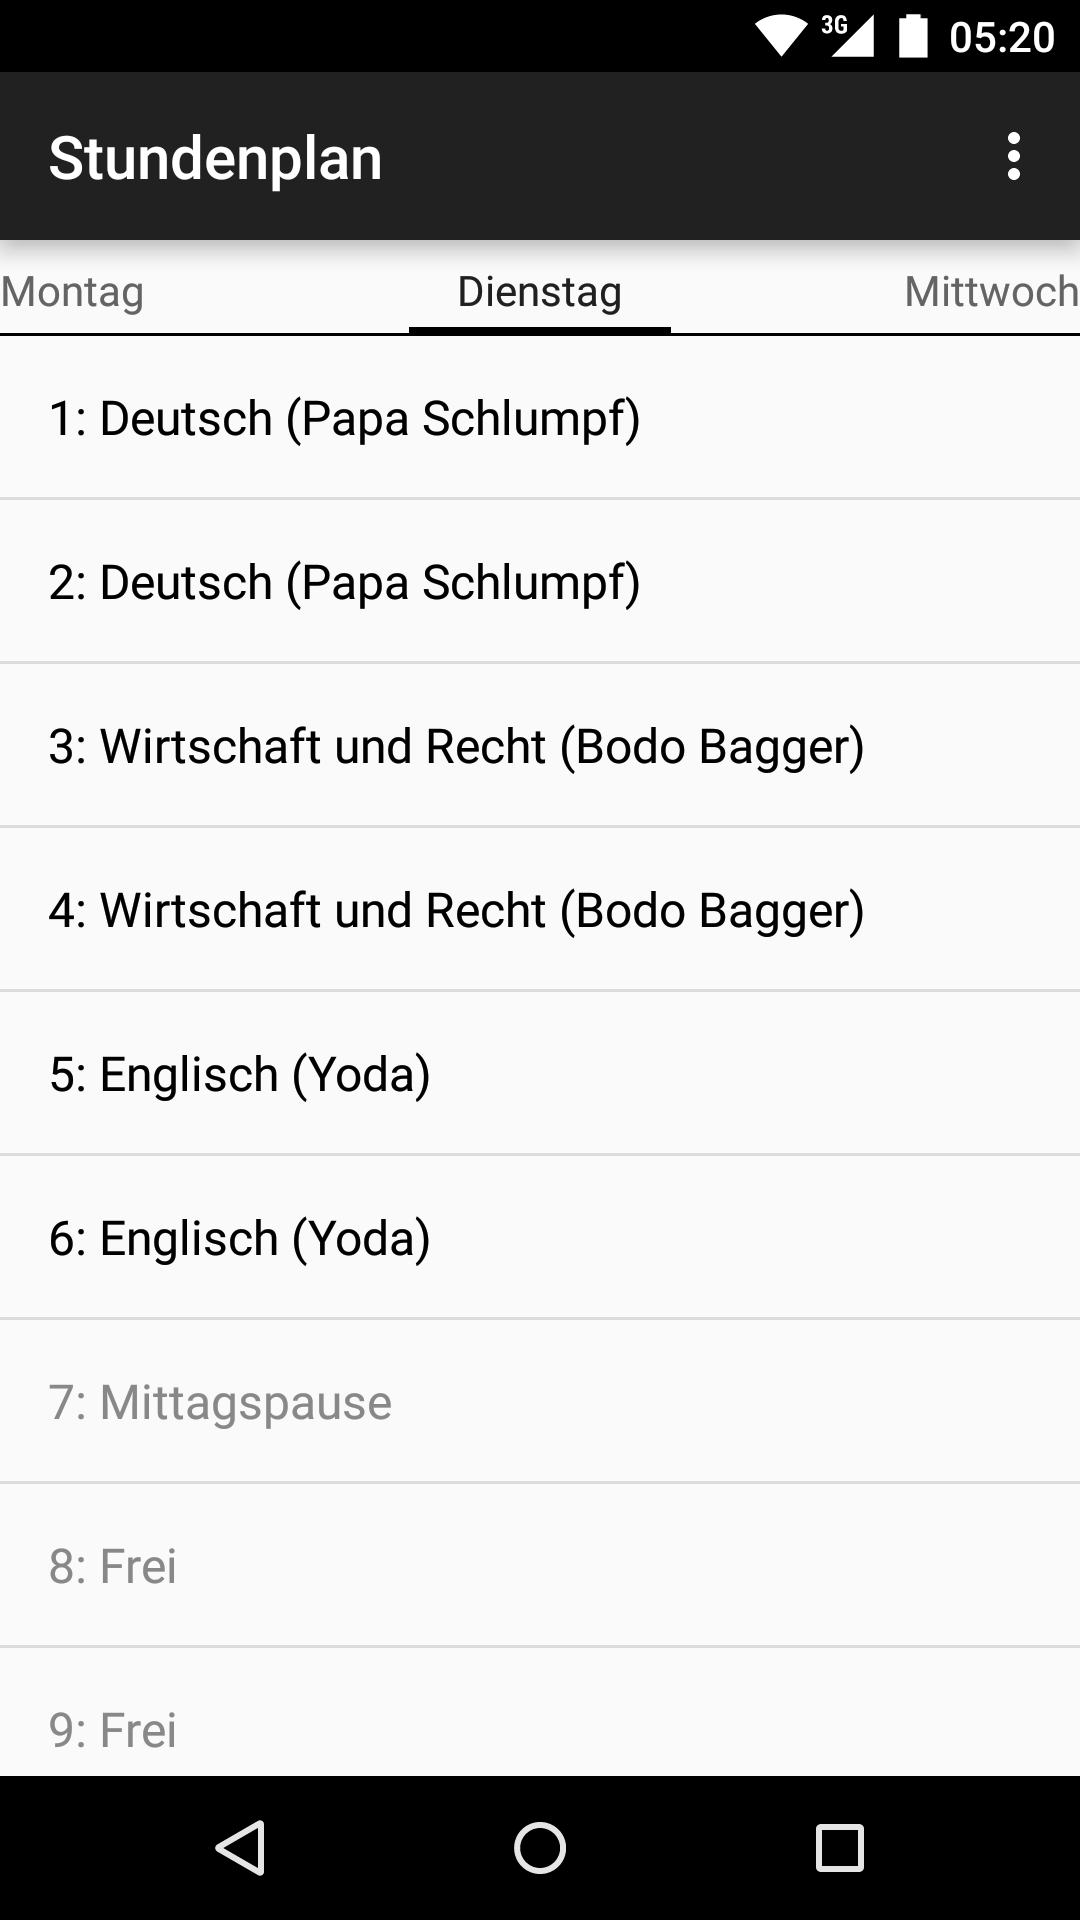 3G 05:20
Stundenplan
Montag Dienstag Mittwoch
1: Deutsch (Papa Schlumpf)
2: Deutsch (Papa Schlumpf)
3: Wirtschaft und Recht (Bodo Bagger)
4: Wirtschaft und Recht (Bodo Bagger)
5: Englisch (Yoda)
6: Englisch (Yoda)
7: Mittagspause
8: Frei
9: Frei